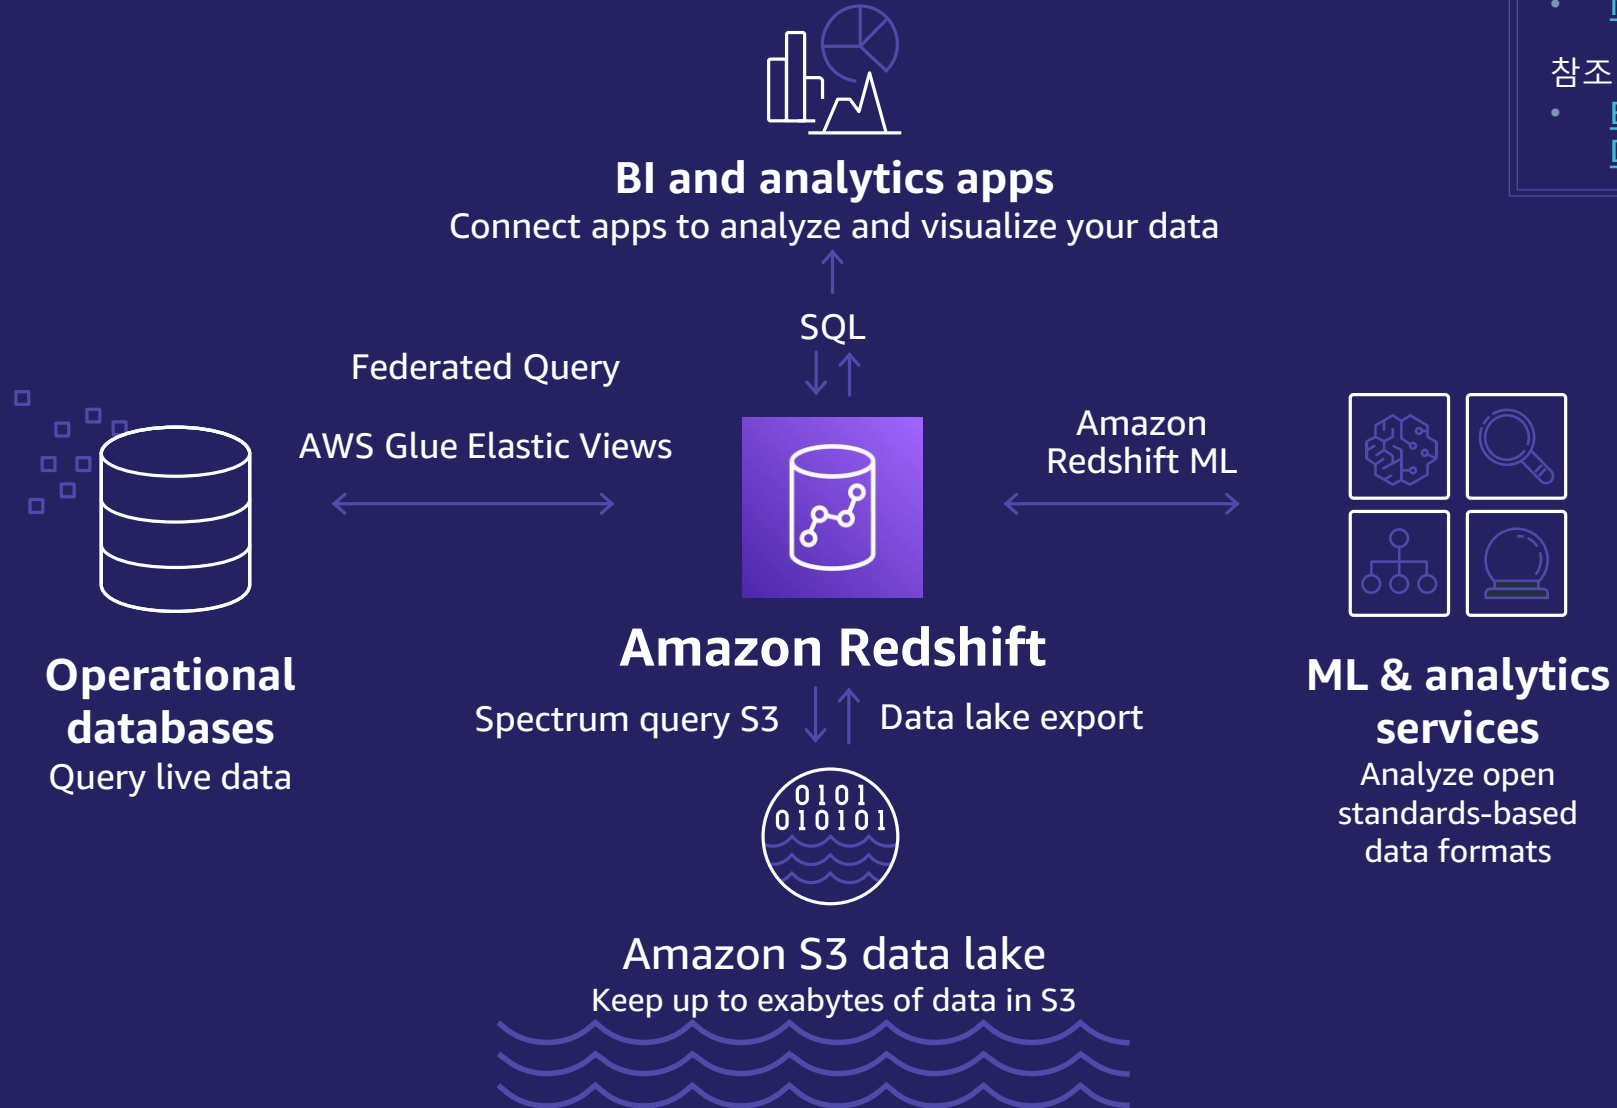 참조
BI and analytics apps
Connect apps to analyze and visualize your data
SQL
Federated Query
AWS Glue Elastic Views
Amazon
Redshift ML
Amazon Redshift
Operational
databases
Query live data
Spectrum query S3
Data lake export
ML & analytics
services
Analyze open
standards-based
data formats
0101
010101
Amazon S3 data lake
Keep up to exabytes of data in S3